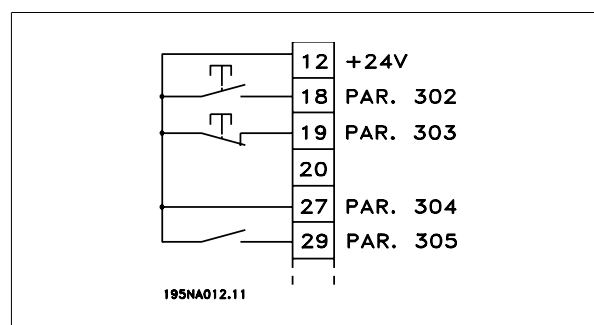 12 +24V
18 PAR. 302
19 PAR. 303
20
27 PAR. 304
29 PAR. 305
195NA012.11